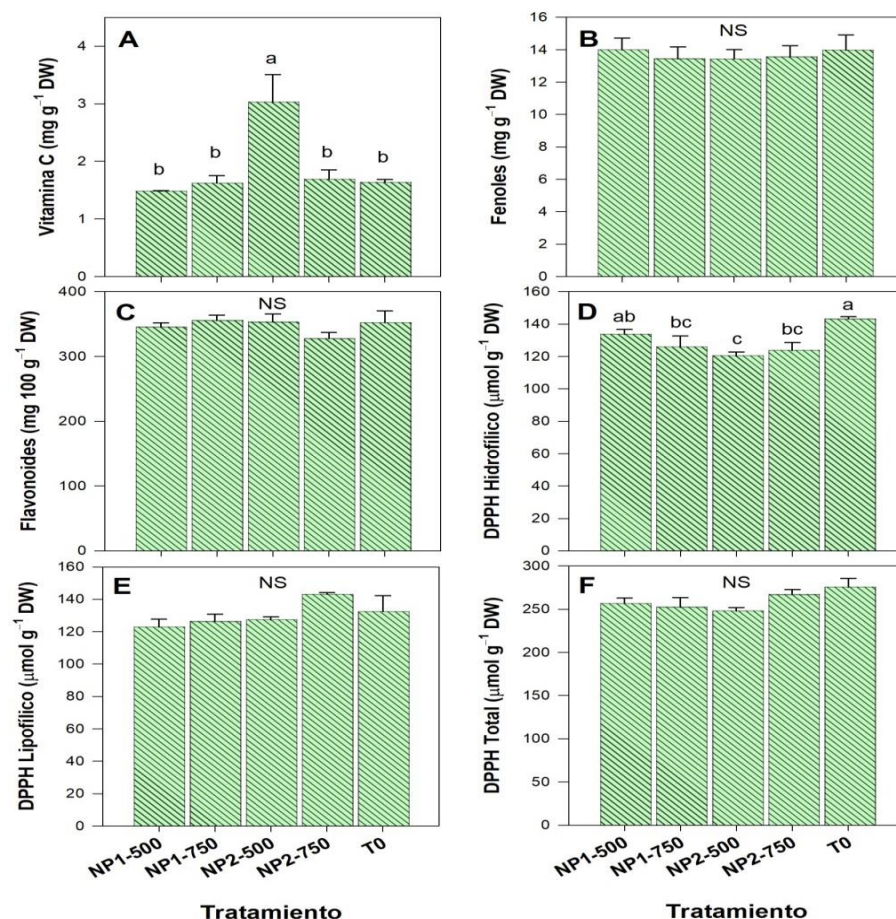 A
Vitamina C (mg g⁻¹ DW)
4
3
2
1
0
b
b
a
b
b
B
NS
Fenoles (mg g⁻¹ DW)
16
14
12
10
8
6
4
2
0
C
NS
Flavonoides (mg 100 g⁻¹ DW)
400
300
200
100
0
D
DPPH Hidrofílico (μmol g⁻¹ DW)
160
140
120
100
80
60
40
20
0
ab
bc
c
bc
a
E
NS
DPPH Lipofílico (μmol g⁻¹ DW)
160
140
120
100
80
60
40
20
0
NP1-500
NP1-750
NP2-500
NP2-750
T0
Tratamiento
F
NS
DPPH Total (μmol g⁻¹ DW)
300
250
200
150
100
50
0
NP1-500
NP1-750
NP2-500
NP2-750
T0
Tratamiento